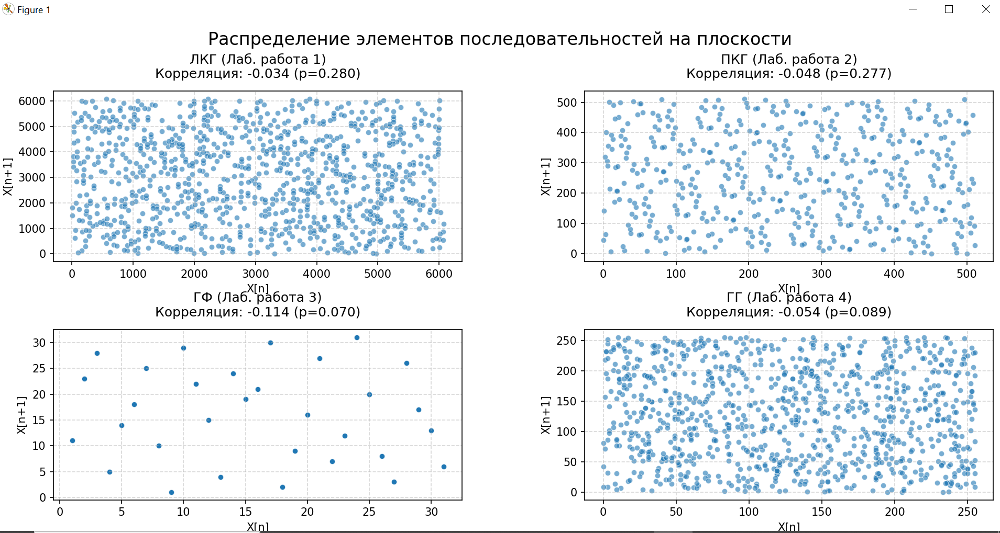 Figure 1
Распределение элементов последовательностей на плоскости
ЛКГ (Лаб. работа 1)
Корреляция: -0.034 (p=0.280)
6000
5000
4000
3000
2000
1000
0
X[n+1]
0 1000 2000 3000 4000 5000 6000
X[n]
ПКГ (Лаб. работа 2)
Корреляция: -0.048 (p=0.277)
500
400
300
200
100
0
X[n+1]
0 100 200 300 400 500
X[n]
ГФ (Лаб. работа 3)
Корреляция: -0.114 (p=0.070)
30
25
20
15
10
5
0
X[n+1]
0 5 10 15 20 25 30
X[n]
ГГ (Лаб. работа 4)
Корреляция: -0.054 (p=0.089)
250
200
150
100
50
0
X[n+1]
0 50 100 150 200 250
X[n]